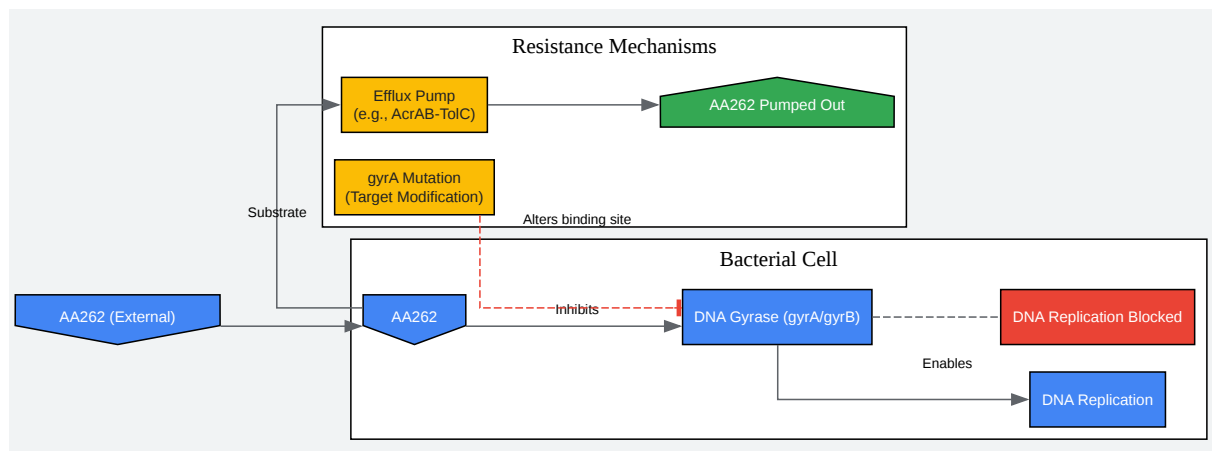 Resistance Mechanisms
Efflux Pump
(e.g., AcrAB-TolC)
AA262 Pumped Out
gyrA Mutation
(Target Modification)
Substrate
Alters binding site
Bacterial Cell
AA262 (External)
AA262
Inhibits
DNA Gyrase (gyrA/gyrB)
DNA Replication Blocked
Enables
DNA Replication